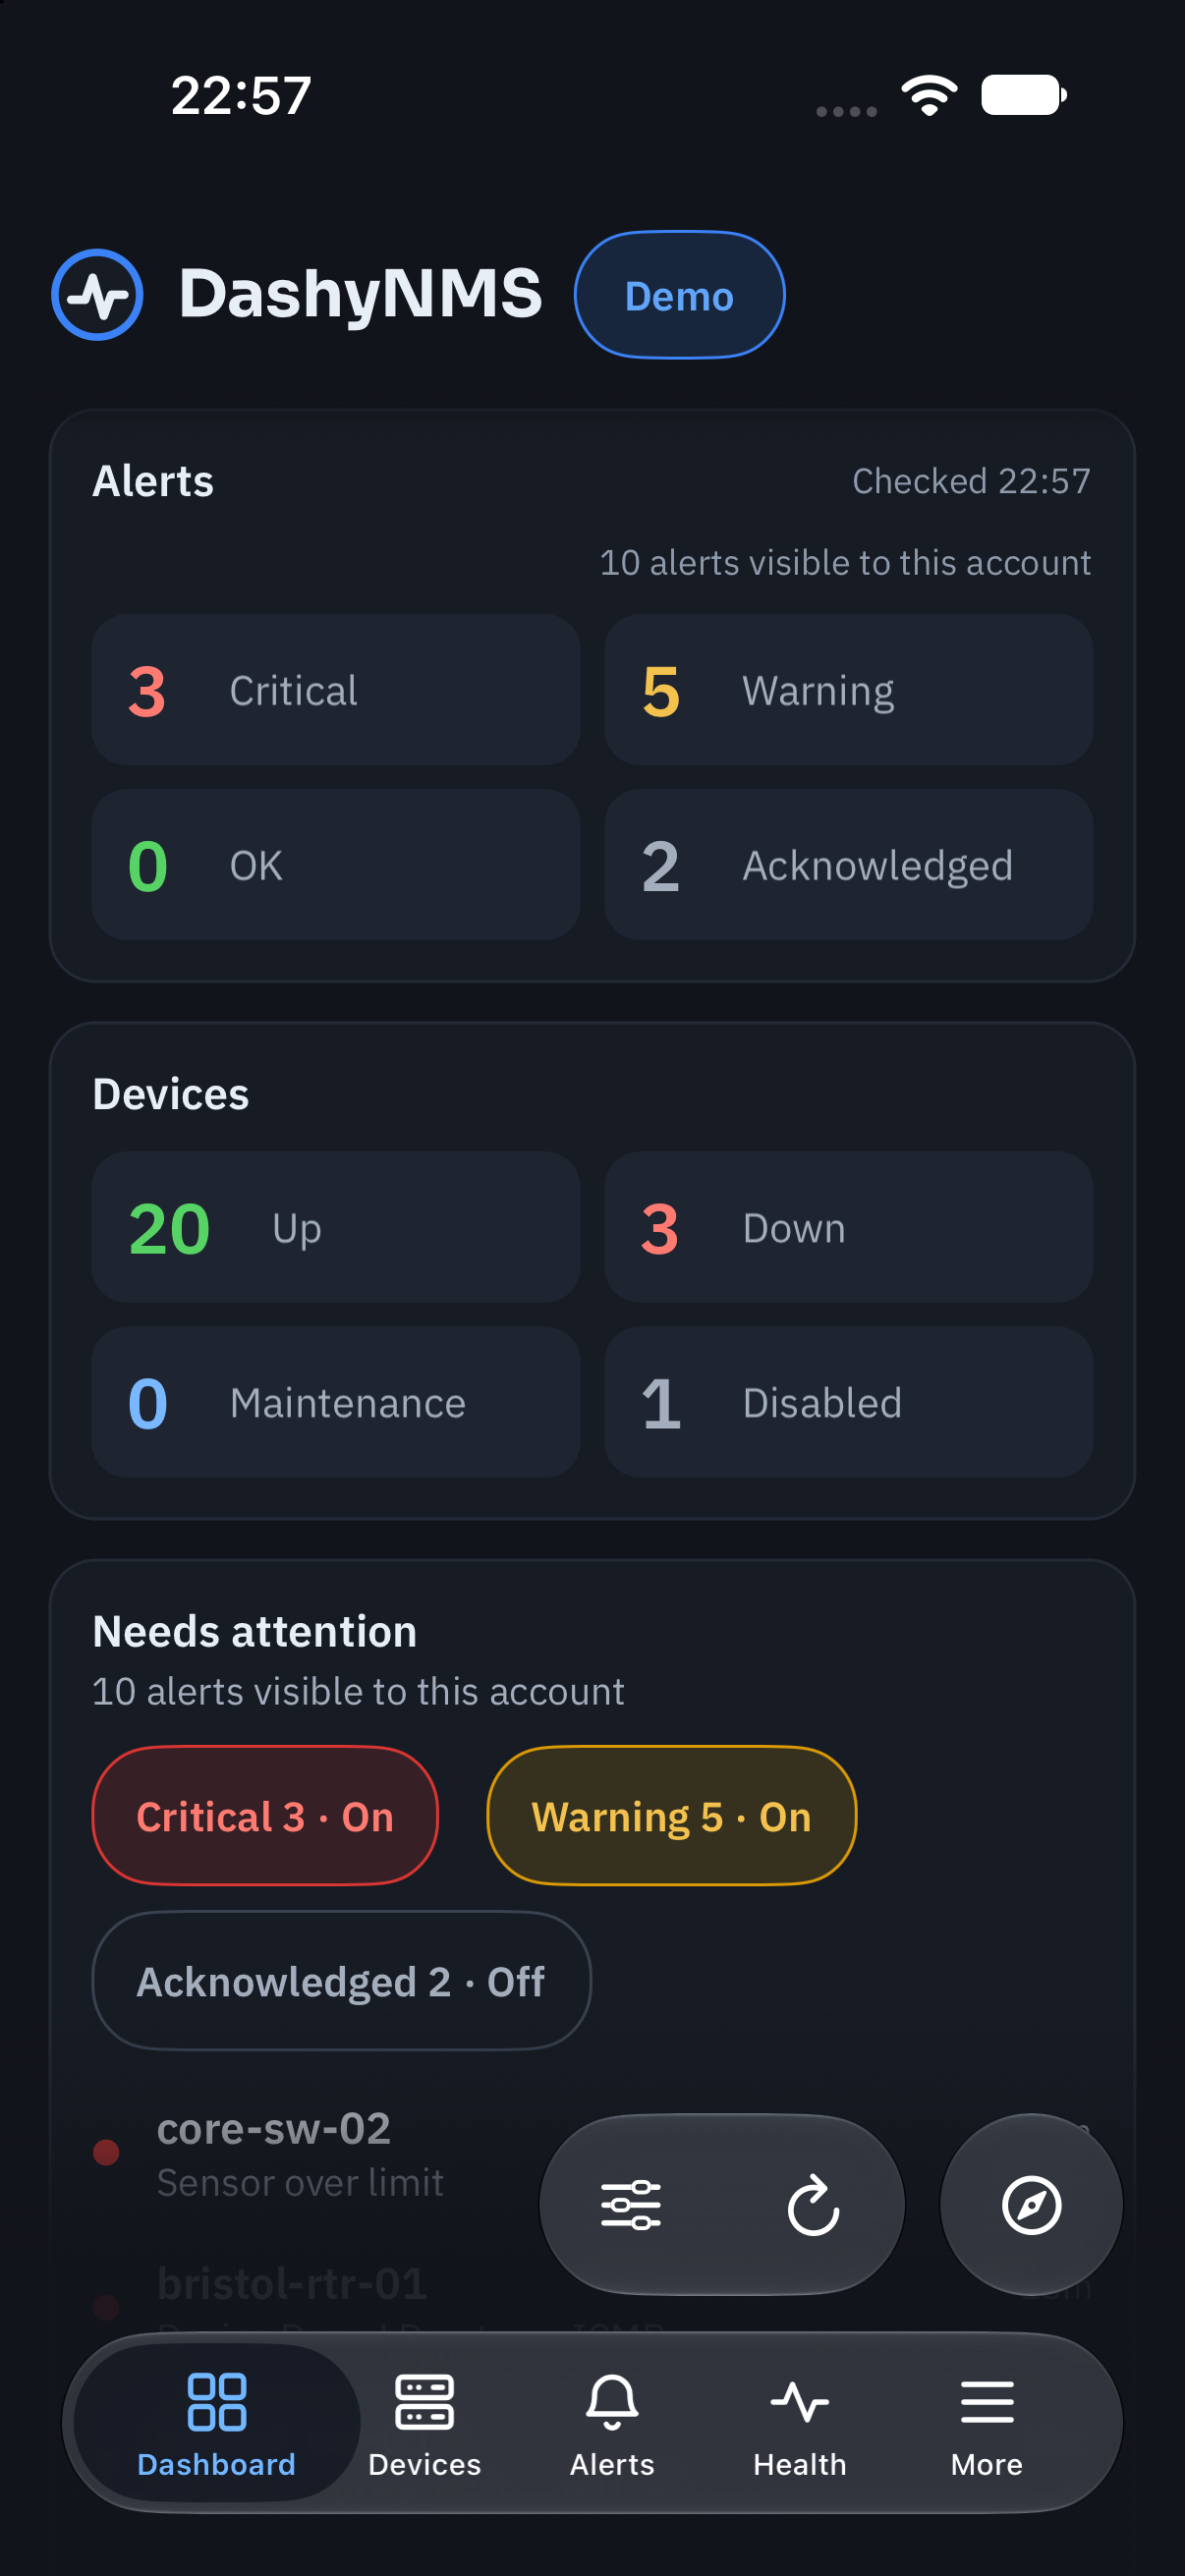 22:57
DashyNMS Demo
Alerts Checked 22:57
10 alerts visible to this account
3 Critical 5 Warning
0 OK 2 Acknowledged
Devices
20 Up 3 Down
0 Maintenance 1 Disabled
Needs attention
10 alerts visible to this account
Critical 3 · On Warning 5 · On
Acknowledged 2 · Off
core-sw-02
Sensor over limit
bristol-rtr-01
Dashboard Devices Alerts Health More